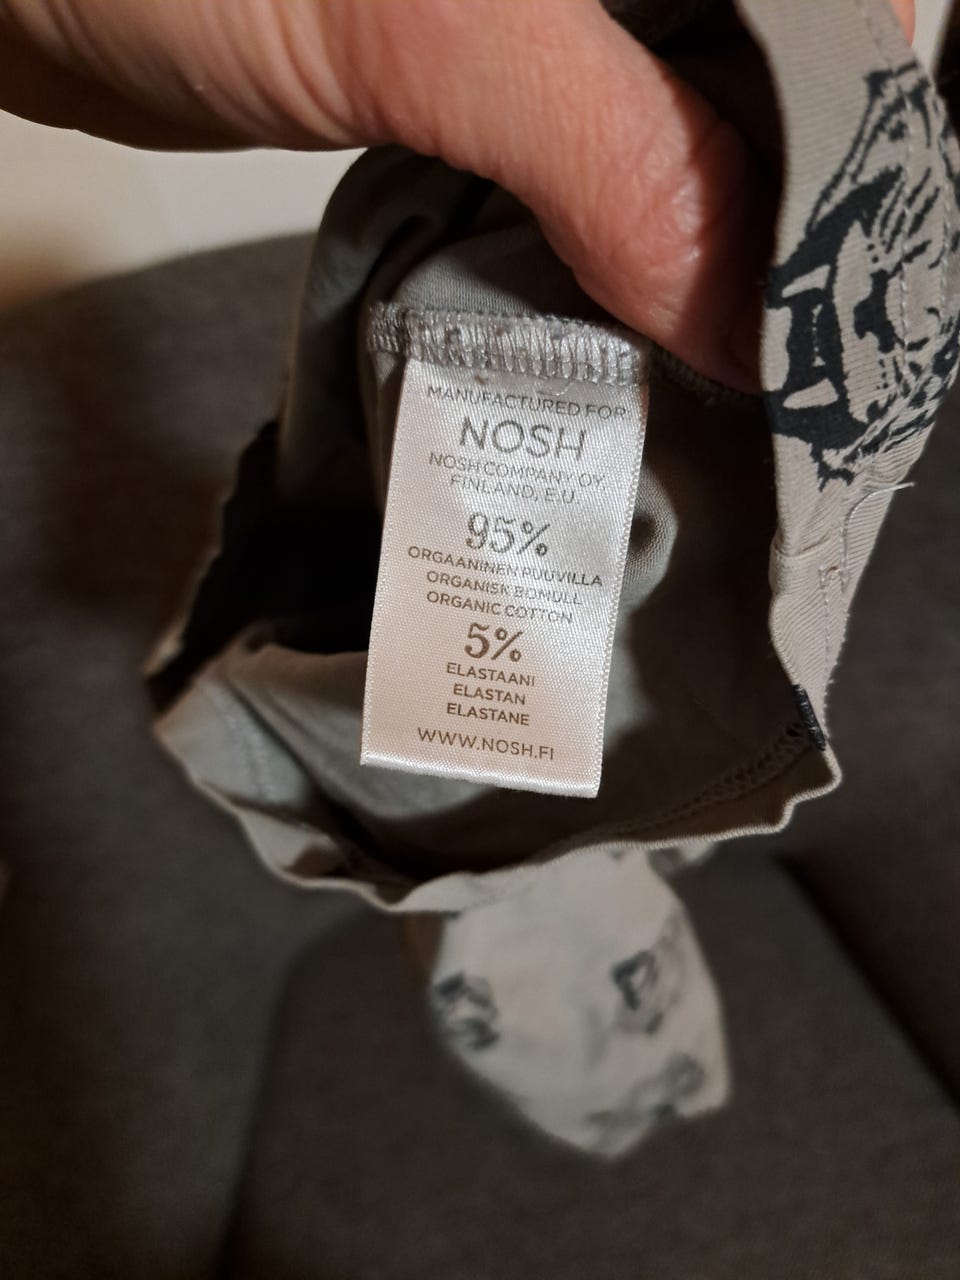 MANUFACTURED FOR
NOSH
NOSH COMPANY OY,
FINLAND, E.U.
95%
ORGAANINEN PUUVILLA
ORGANISK BOMULL
ORGANIC COTTON
5%
ELASTAANI
ELASTAN
ELASTANE
WWW.NOSH.FI